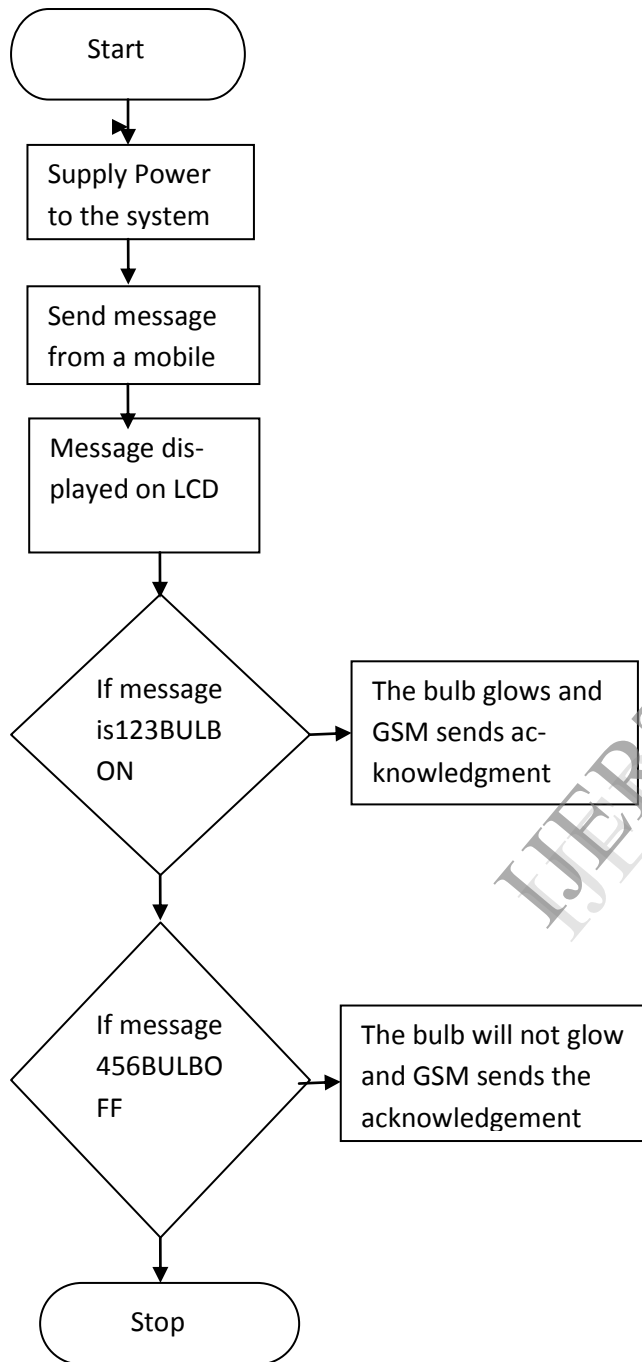 Start
Supply Power
to the system
Send message
from a mobile
Message dis-
played on LCD
If message
is123BULB
ON
The bulb glows and
GSM sends ac-
knowledgment
If message
456BULBO
FF
The bulb will not glow
and GSM sends the
acknowledgement
Stop